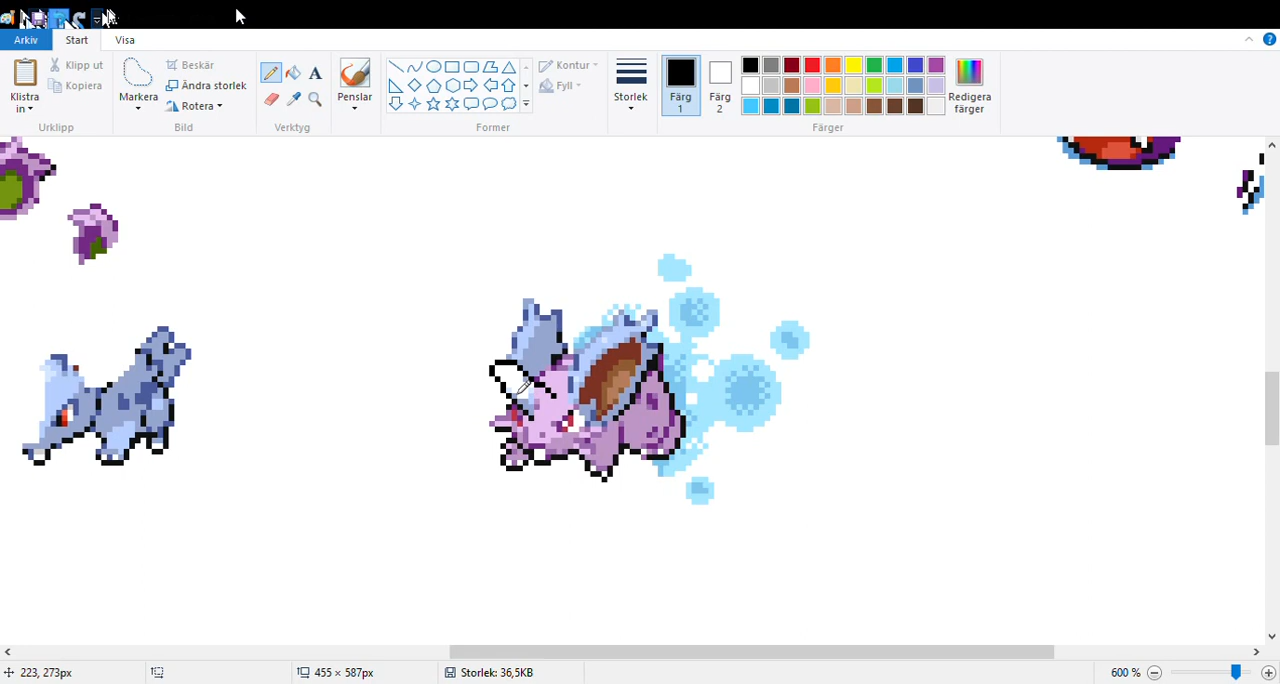 Arkiv Start Visa
Klistra in
Klipp ut
Kopiera
Urklipp
Markera
Beskär
Ändra storlek
Rotera
Bild
A
Verktyg
Penslar
Kontur
Fyll
Former
Storlek
Färg 1
Färg 2
Redigera färger
Färger
223, 273px
455 × 587px
Storlek: 36,5KB
600 %